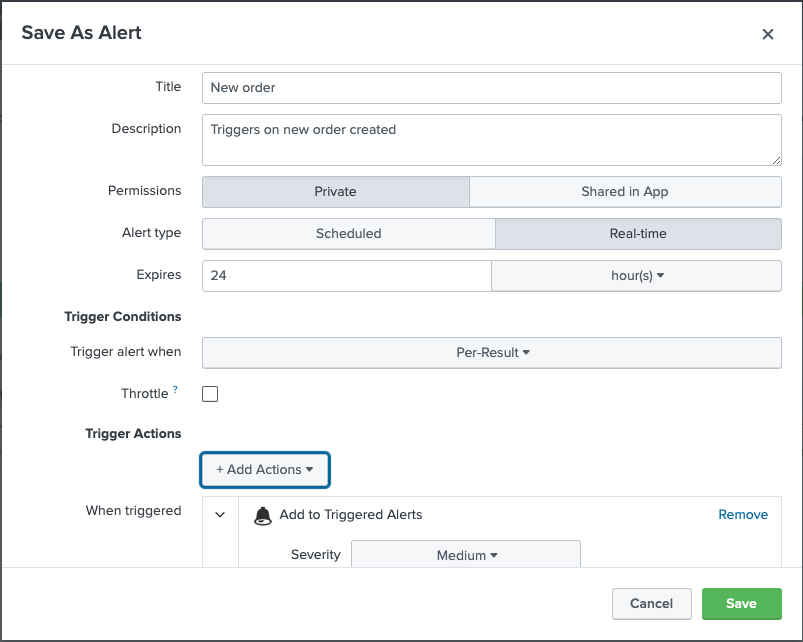 Save As Alert
Title New order
Description Triggers on new order created
Permissions Private Shared in App
Alert type Scheduled Real-time
Expires 24 hour(s)
Trigger Conditions
Trigger alert when Per-Result
Throttle ?
Trigger Actions
+ Add Actions
When triggered Add to Triggered Alerts Remove
Severity Medium
Cancel Save